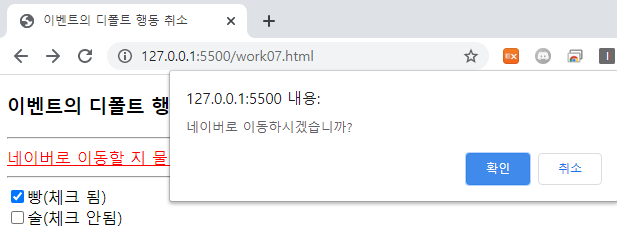 이벤트의 디폴트 행동 취소
127.0.0.1:5500/work07.html
EX
이벤트의 디폴트 행
127.0.0.1:5500 내용:
네이버로 이동하시겠습니까?
네이버로 이동할 지 물
확인
취소
빵(체크 됨)
술(체크 안됨)